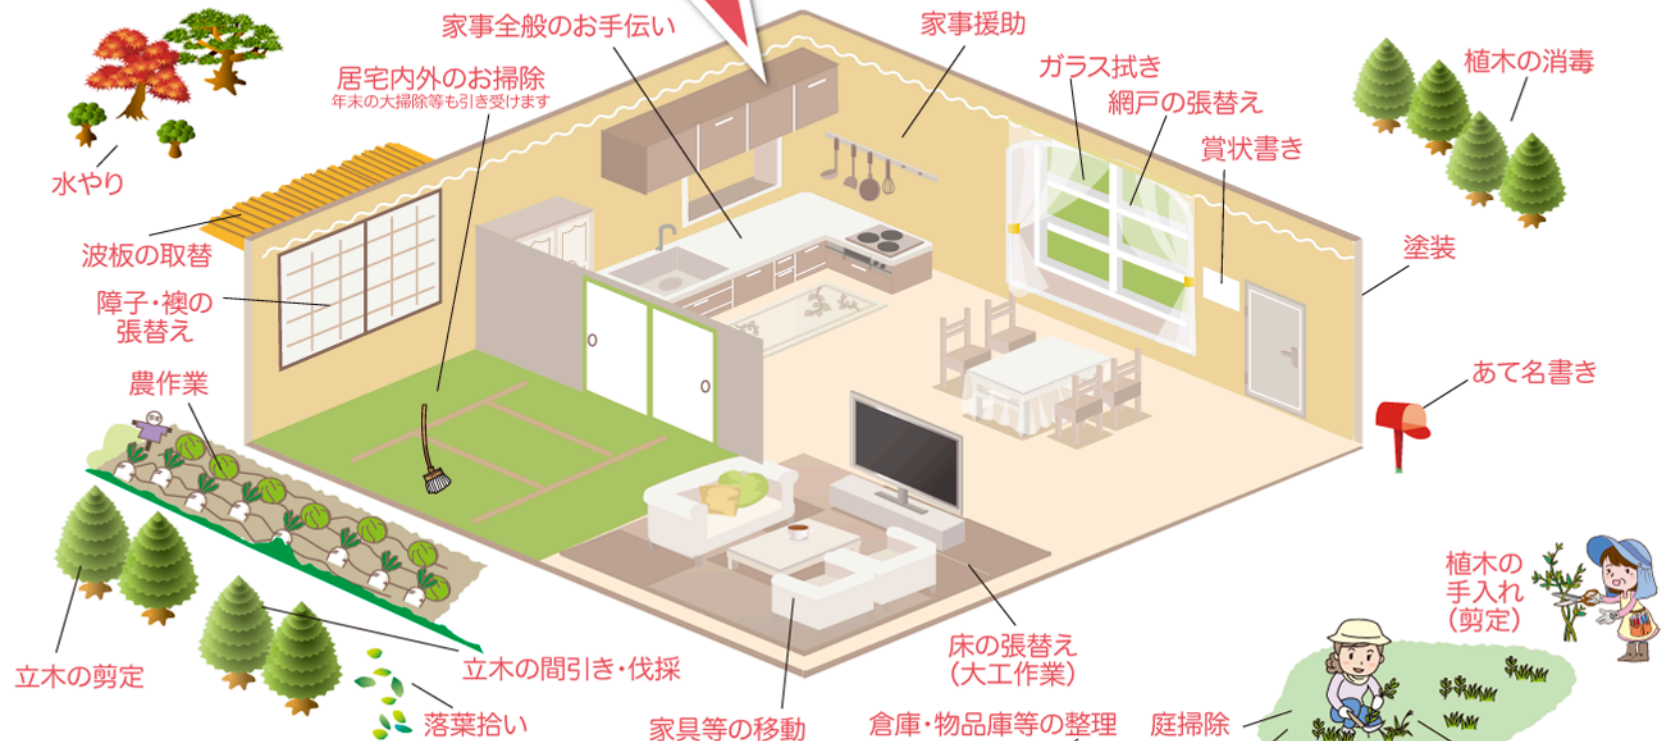 家事全般のお手伝い
家事援助
居宅内外のお掃除
年末の大掃除等も引き受けます
ガラス拭き
網戸の張替え
賞状書き
植木の消毒
水やり
波板の取替
障子・襖の
張替え
農作業
塗装
あて名書き
植木の
手入れ
(剪定)
立木の剪定
立木の間引き・伐採
落葉拾い
床の張替え
(大工作業)
家具等の移動
倉庫・物品庫等の整理
庭掃除